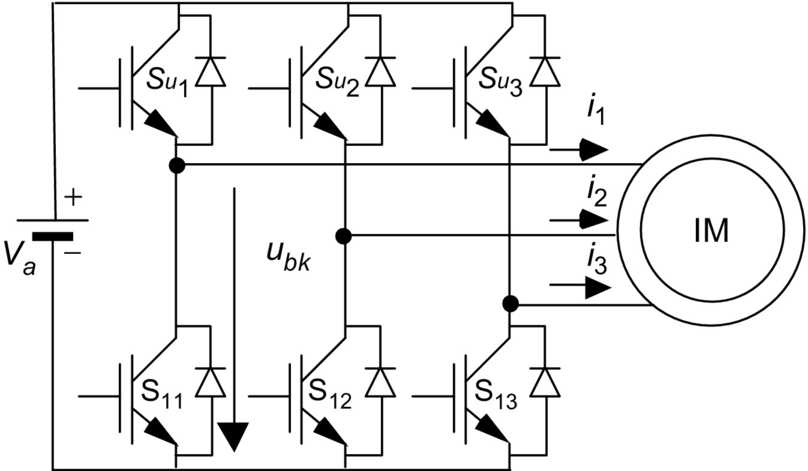 Su1
Su2
Su3
i1
+
i2
IM
Va
−
ubk
i3
S11
S12
S13